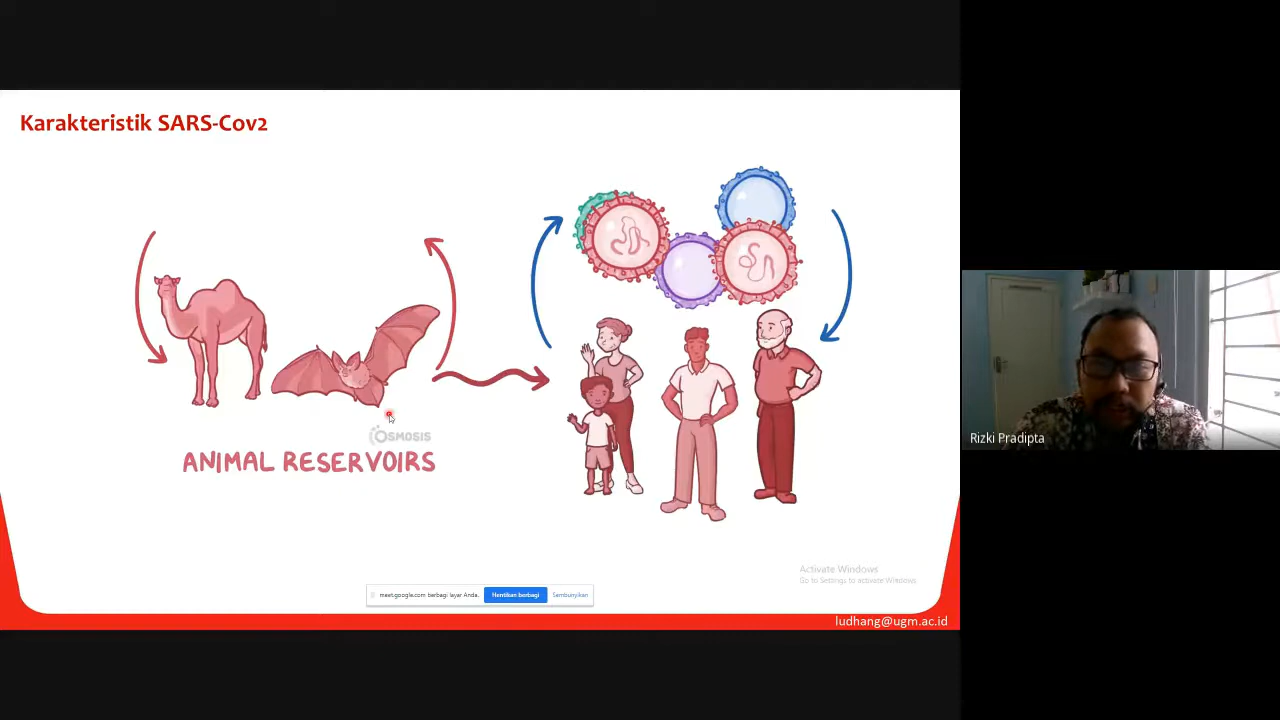 Karakteristik SARS-Cov2
OSMOSIS
ANIMAL RESERVOIRS
Rizki Pradipta
Activate Windows
Go to Settings to activate Windows
meet.google.com berbagi layar Anda.
Hentikan berbagi
Sembunyikan
ludhang@ugm.ac.id